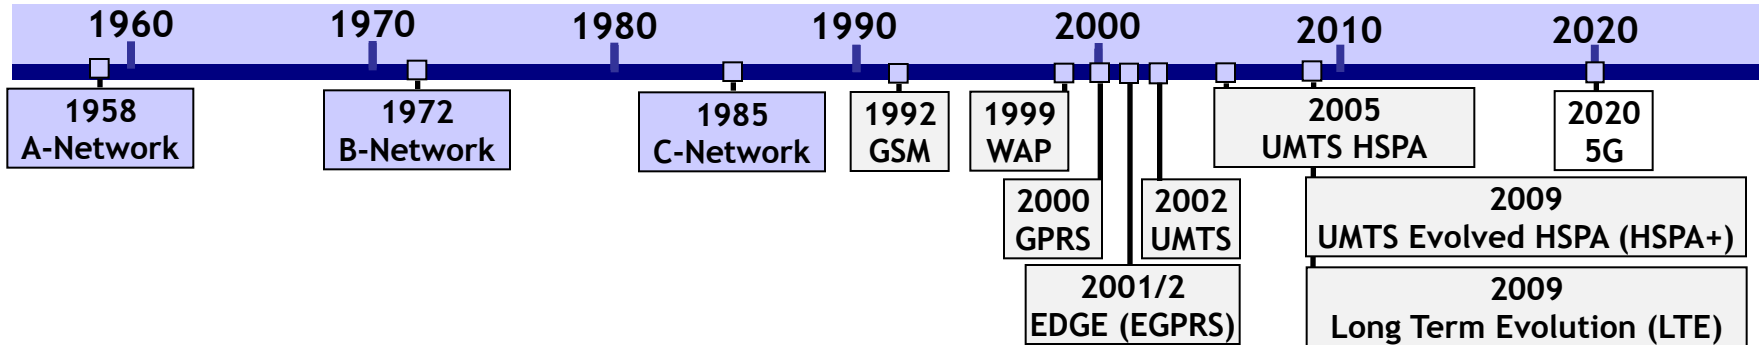 1960
1970
1980
1990
2000
2010
2020
1958
A-Network
1972
B-Network
1985
C-Network
1992
GSM
1999
WAP
2000
GPRS
2001/2
EDGE (EGPRS)
2002
UMTS
2005
UMTS HSPA
2009
UMTS Evolved HSPA (HSPA+)
2009
Long Term Evolution (LTE)
2020
5G